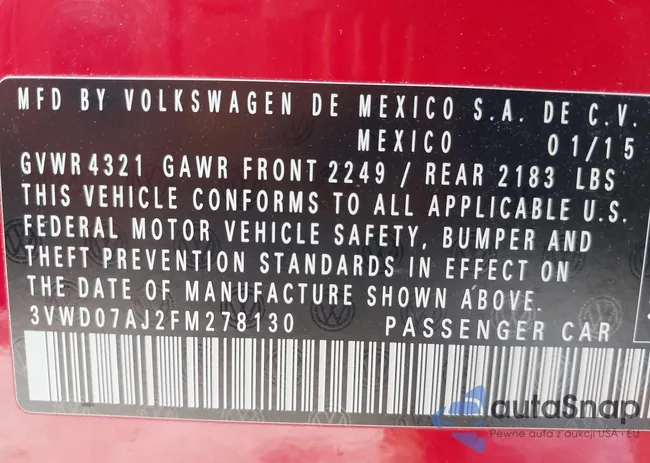 MFD BY VOLKSWAGEN DE MEXICO S.A. DE C.V.
MEXICO 01/15
GVWR 4321 GAWR FRONT 2249 / REAR 2183 LBS
THIS VEHICLE CONFORMS TO ALL APPLICABLE U.S.
FEDERAL MOTOR VEHICLE SAFETY, BUMPER AND
THEFT PREVENTION STANDARDS IN EFFECT ON
THE DATE OF MANUFACTURE SHOWN ABOVE.
3VWD07AJ2FM278130 PASSENGER CAR
autaSnap
Pewne auta z aukcji USA i EU